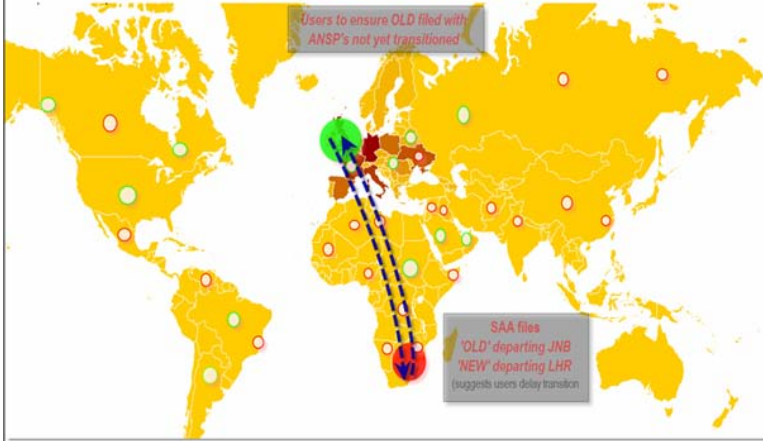 Users to ensure OLD filed with
ANSP's not yet transitioned
SAA files
'OLD' departing JNB
'NEW' departing LHR
(suggests users delay transition